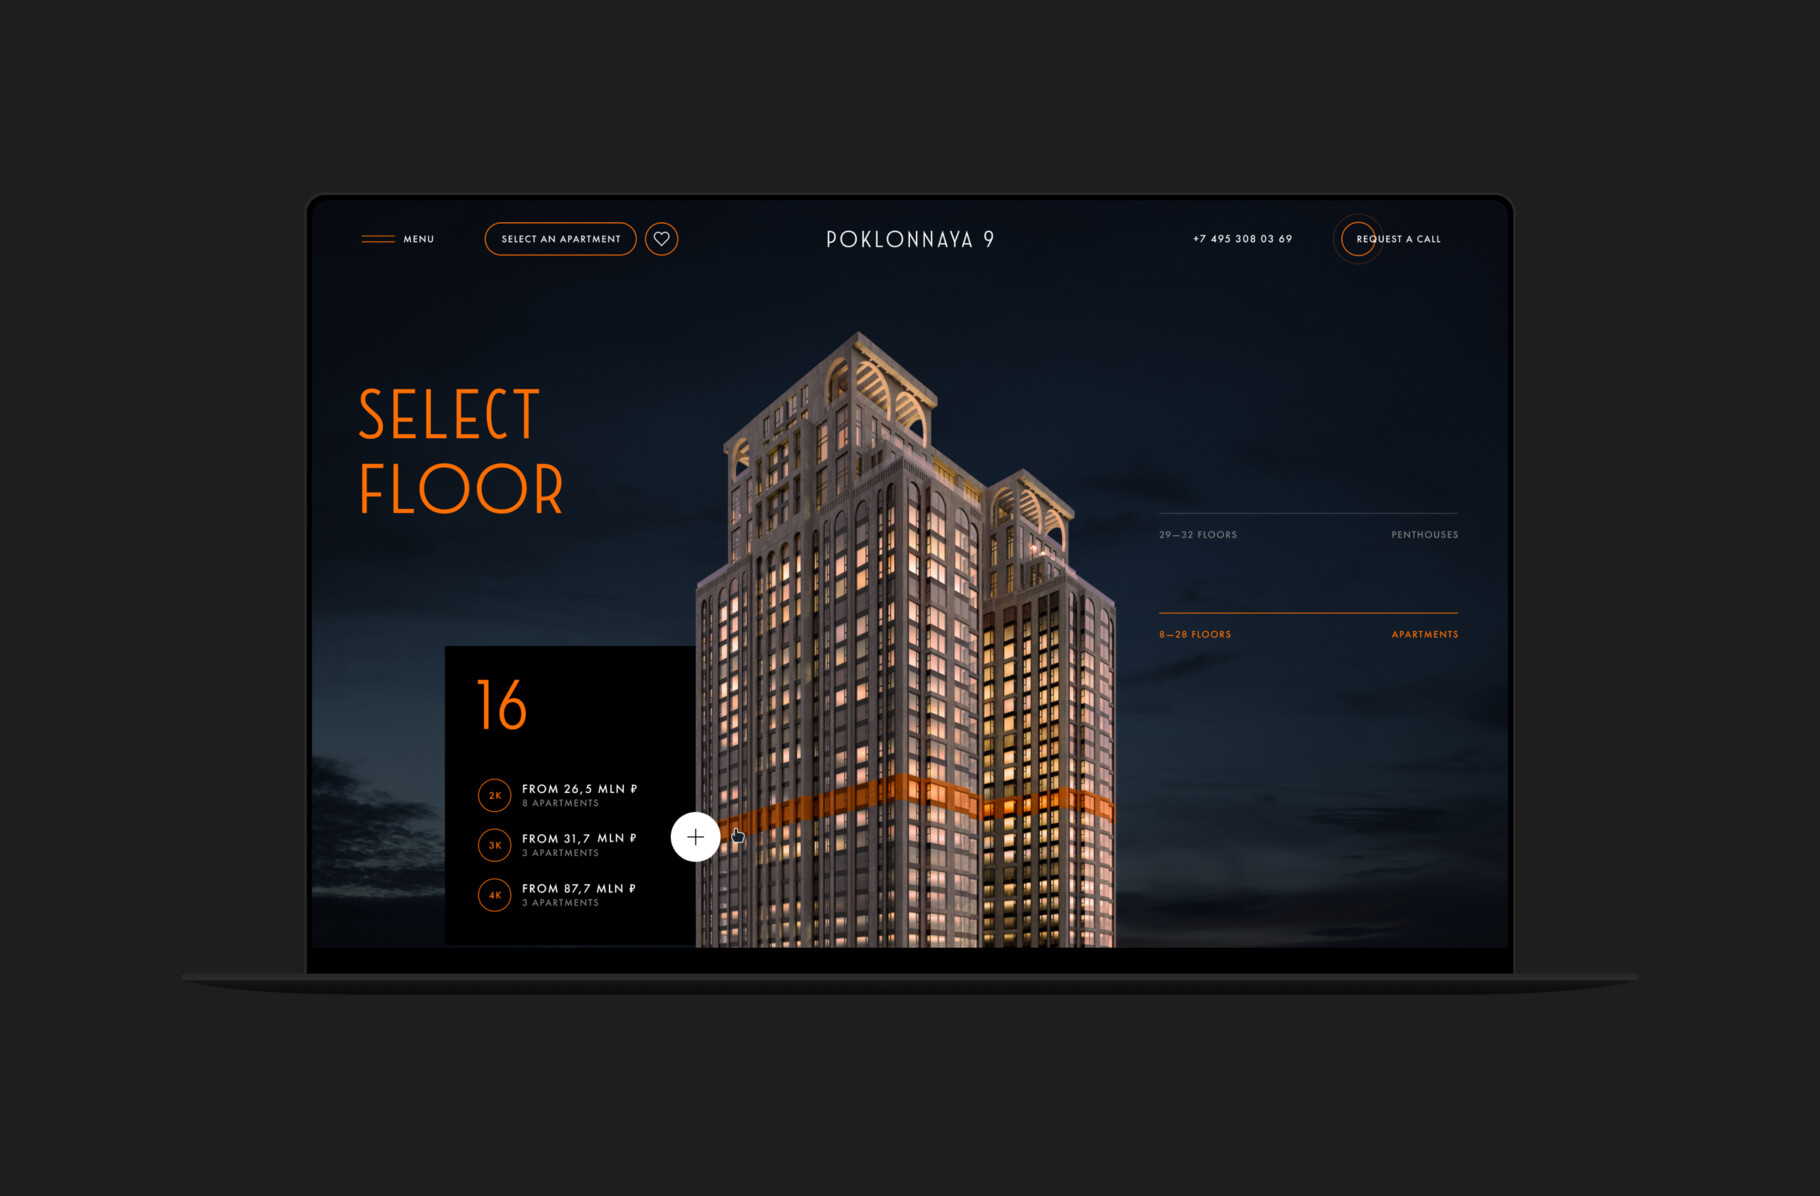 MENU
SELECT AN APARTMENT
POKLONNAYA 9
+7 495 308 03 69
REQUEST A CALL
SELECT
FLOOR
29—32 FLOORS
PENTHOUSES
8—28 FLOORS
APARTMENTS
16
2K
FROM 26,5 MLN ₽
8 APARTMENTS
3K
FROM 31,7 MLN ₽
3 APARTMENTS
4K
FROM 87,7 MLN ₽
3 APARTMENTS